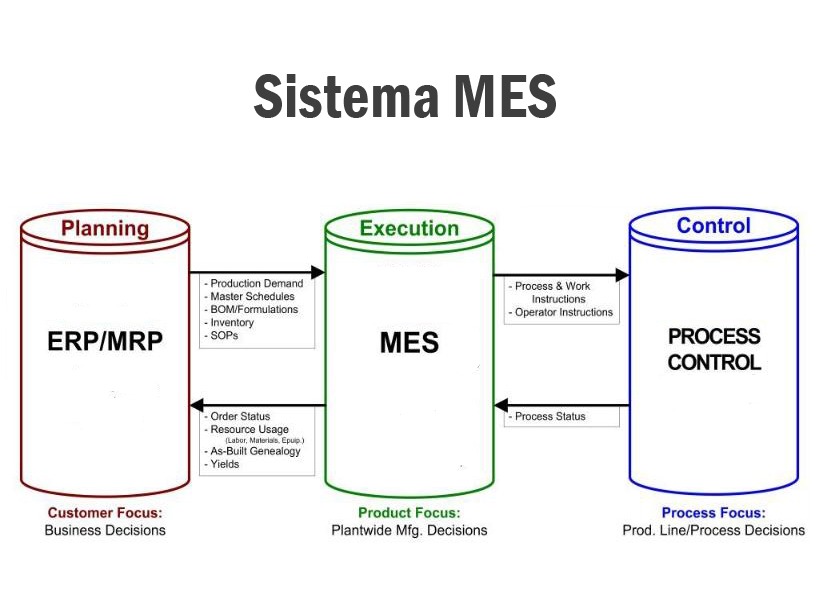 Sistema MES
Planning
Execution
Control
ERP/MRP
MES
PROCESS
CONTROL
- Production Demand
- Master Schedules
- BOM/Formulations
- Inventory
- SOPs
- Process & Work
Instructions
- Operator Instructions
- Order Status
- Resource Usage
(Labor, Materials, Epuip.)
- As-Built Genealogy
- Yields
- Process Status
Customer Focus:
Business Decisions
Product Focus:
Plantwide Mfg. Decisions
Process Focus:
Prod. Line/Process Decisions